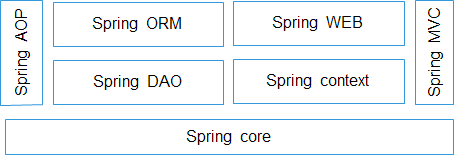 Spring AOP
Spring ORM
Spring WEB
Spring MVC
Spring DAO
Spring context
Spring core